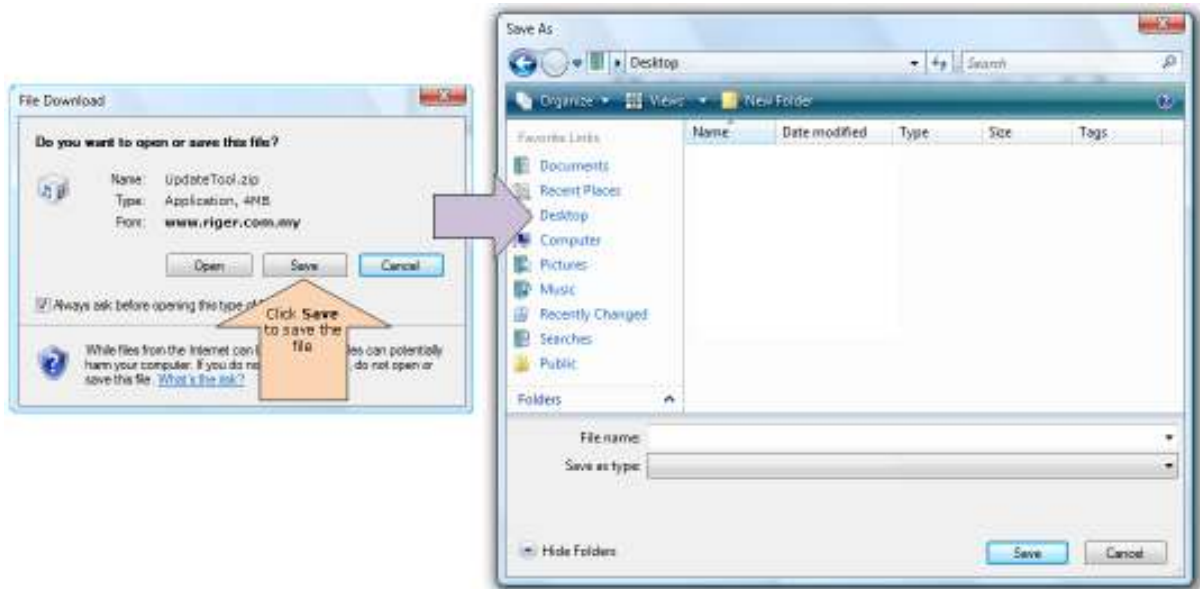 File Download
Do you want to open or save this file?
Name: UpdateTool.zip
Type: Application, 4MB
From: www.riger.com.my
Open Save Cancel
Always ask before opening this type of
Click Save
to save the
file
While files from the Internet can
harm your computer. If you do
save this file. What's the risk?
can potentially
do not open or
Save As
Desktop
Search
Organize Views New Folder
Favorite Links
Name Date modified Type Size Tags
Documents
Recent Places
Desktop
Computer
Pictures
Music
Recently Changed
Searches
Public
Folders
File name:
Save as type:
Hide Folders
Save Cancel